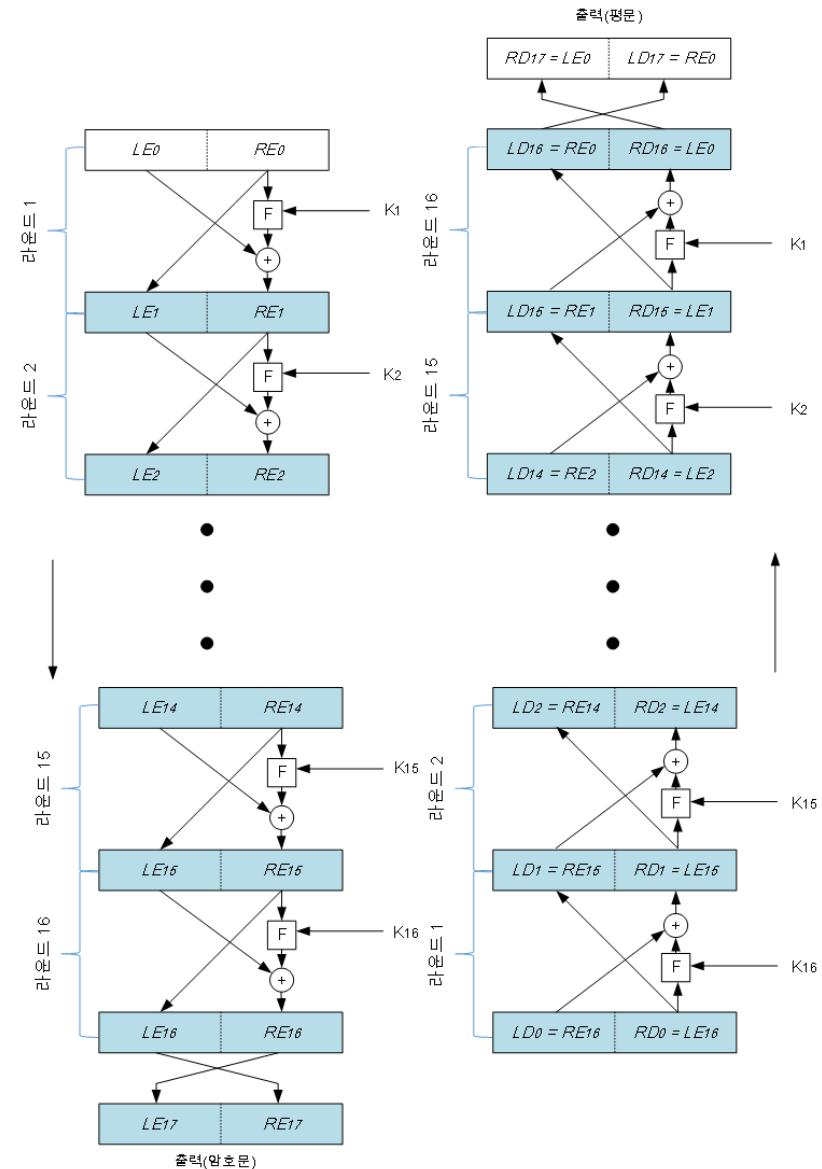 출력(평문)
RD17 = LE0
LD17 = RE0
LE0
RE0
F
K1
+
라운드 1
LE1
RE1
F
K2
+
라운드 2
LE2
RE2
LE14
RE14
F
K15
+
라운드 15
LE15
RE15
F
K16
+
라운드 16
LE16
RE16
LE17
RE17
출력(암호문)
LD16 = RE0
RD16 = LE0
+
F
K1
라운드 16
LD15 = RE1
RD15 = LE1
+
F
K2
라운드 15
LD14 = RE2
RD14 = LE2
LD2 = RE14
RD2 = LE14
+
F
K15
라운드 2
LD1 = RE15
RD1 = LE15
+
F
K16
라운드 1
LD0 = RE16
RD0 = LE16